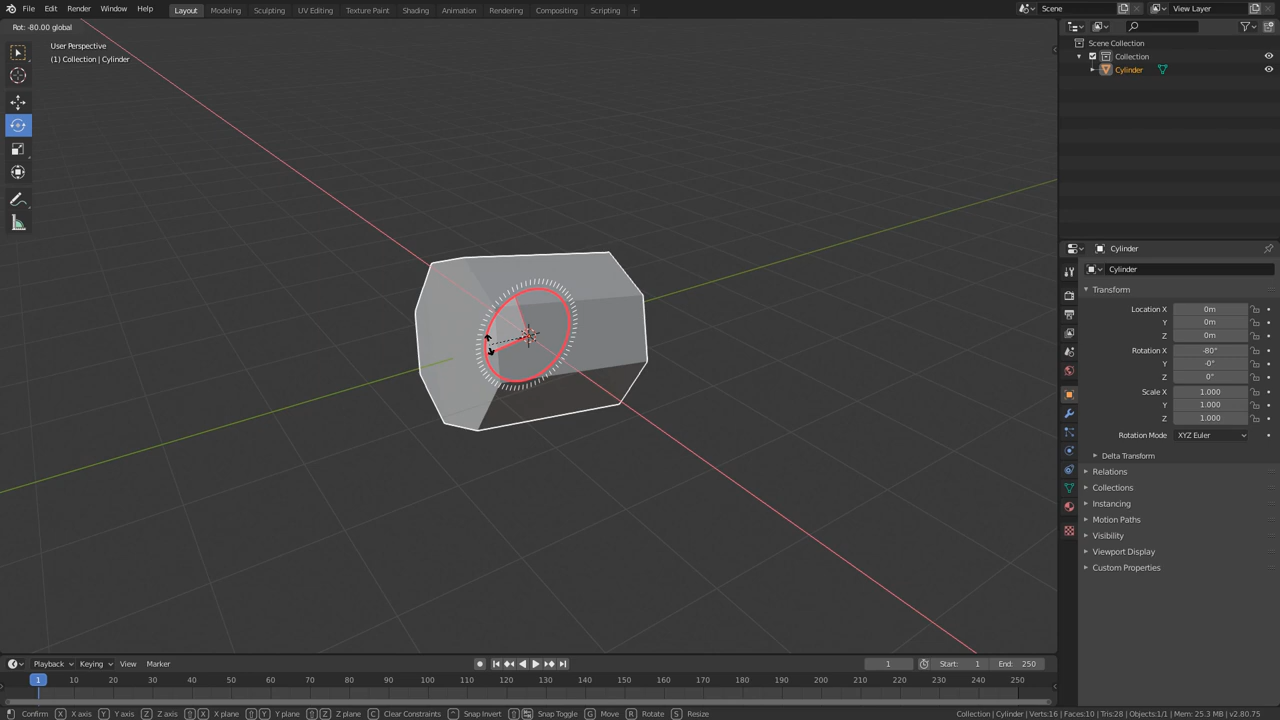 File Edit Render Window Help Layout Modeling Sculpting UV Editing Texture Paint Shading Animation Rendering Compositing Scripting + Scene View Layer
Rot: -80.00 global
User Perspective
(1) Collection | Cylinder
Scene Collection
Collection
Cylinder
Cylinder
Cylinder
Transform
Location X 0m
Y 0m
Z 0m
Rotation X -80°
Y -0°
Z 0°
Scale X 1.000
Y 1.000
Z 1.000
Rotation Mode XYZ Euler
Delta Transform
Relations
Collections
Instancing
Motion Paths
Visibility
Viewport Display
Custom Properties
Playback Keying View Marker 1 Start: 1 End: 250
1 10 20 30 40 50 60 70 80 90 100 110 120 130 140 150 160 170 180 190 200 210 220 230 240 250
Confirm X X axis Y Y axis Z Z axis X X plane Y Y plane Z Z plane C Clear Constraints Snap Invert Snap Toggle G Move R Rotate S Resize Collection | Cylinder | Verts:16 | Faces:10 | Tris:28 | Objects:1/1 | Mem: 25.3 MB | v2.80.75